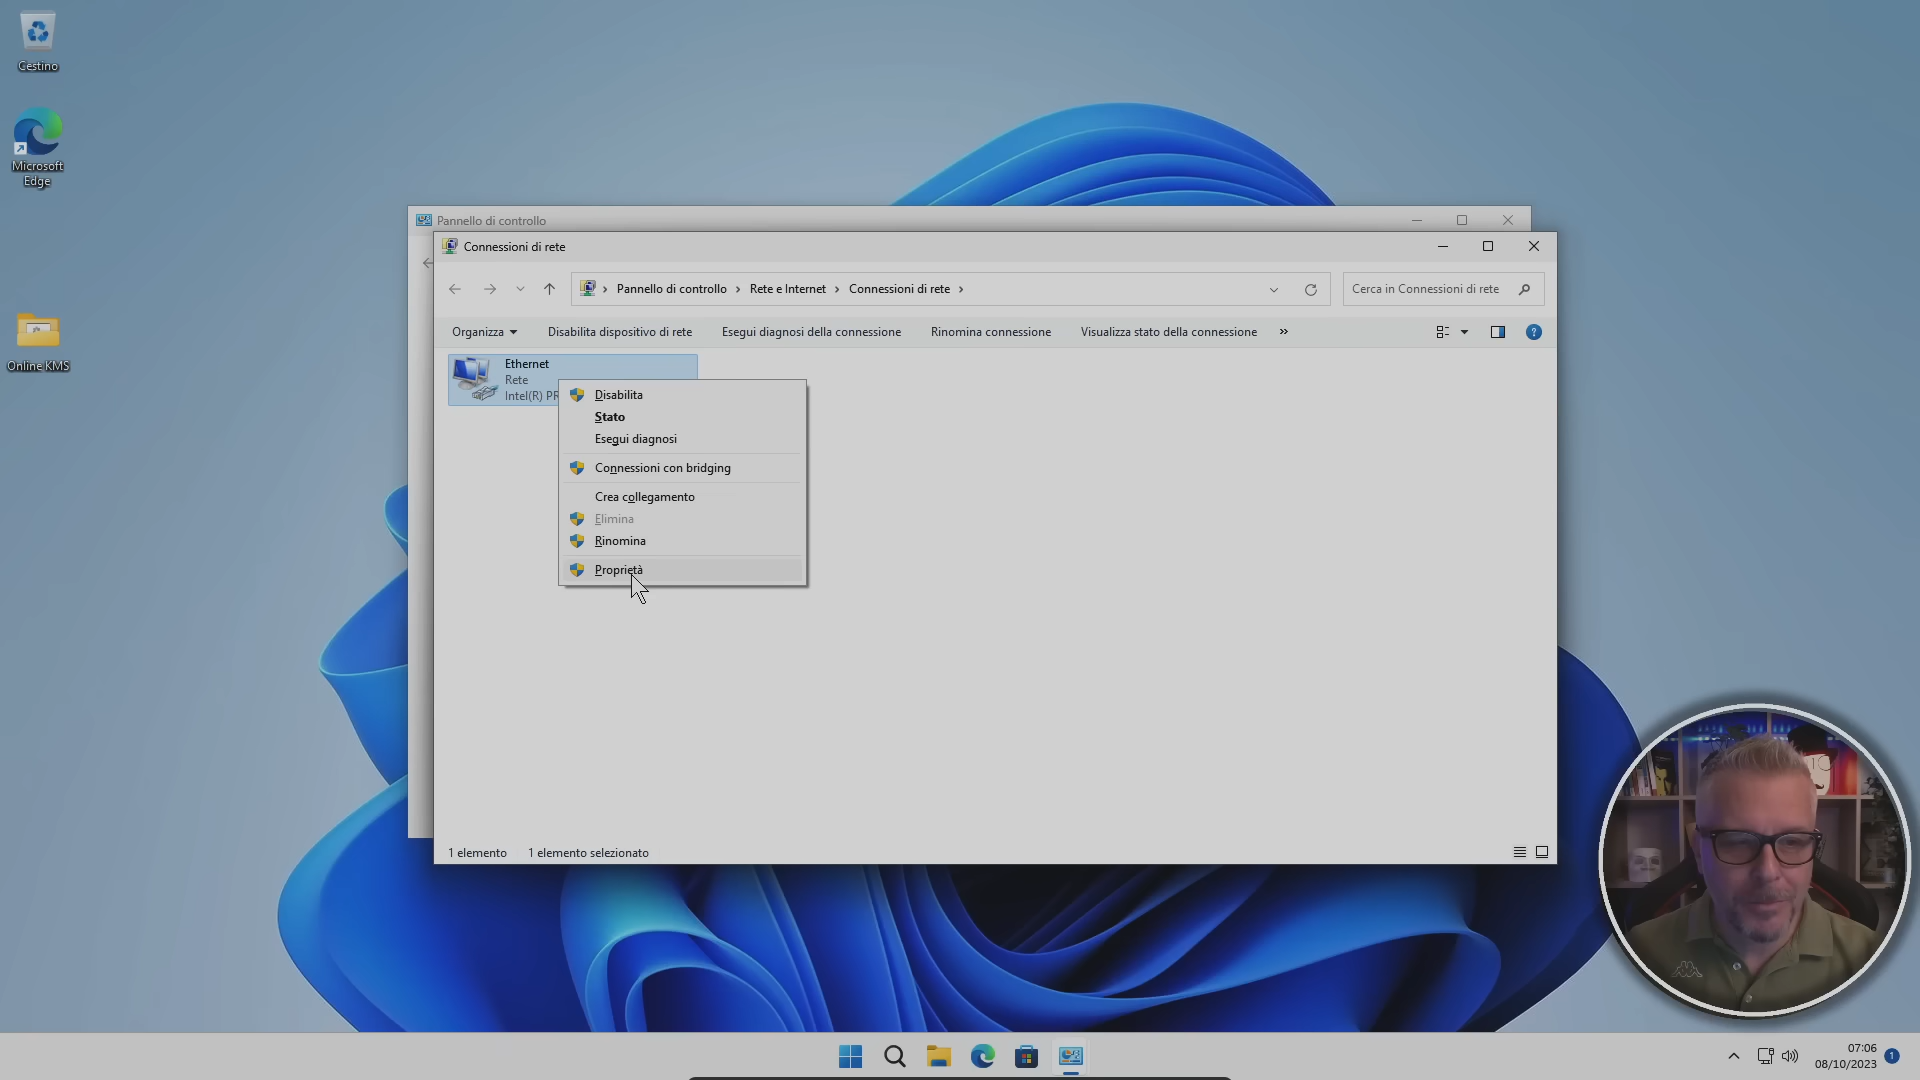 Cestino
Microsoft
Edge
Online KMS
Pannello di controllo
Connessioni di rete
Pannello di controllo
Rete e Internet
Connessioni di rete
Cerca in Connessioni di rete
Organizza
Disabilita dispositivo di rete
Esegui diagnosi della connessione
Rinomina connessione
Visualizza stato della connessione
»
Ethernet
Rete
Intel(R)
Disabilita
Stato
Esegui diagnosi
Connessioni con bridging
Crea collegamento
Elimina
Rinomina
Proprietà
1 elemento
1 elemento selezionato
07:06
08/10/2023
1